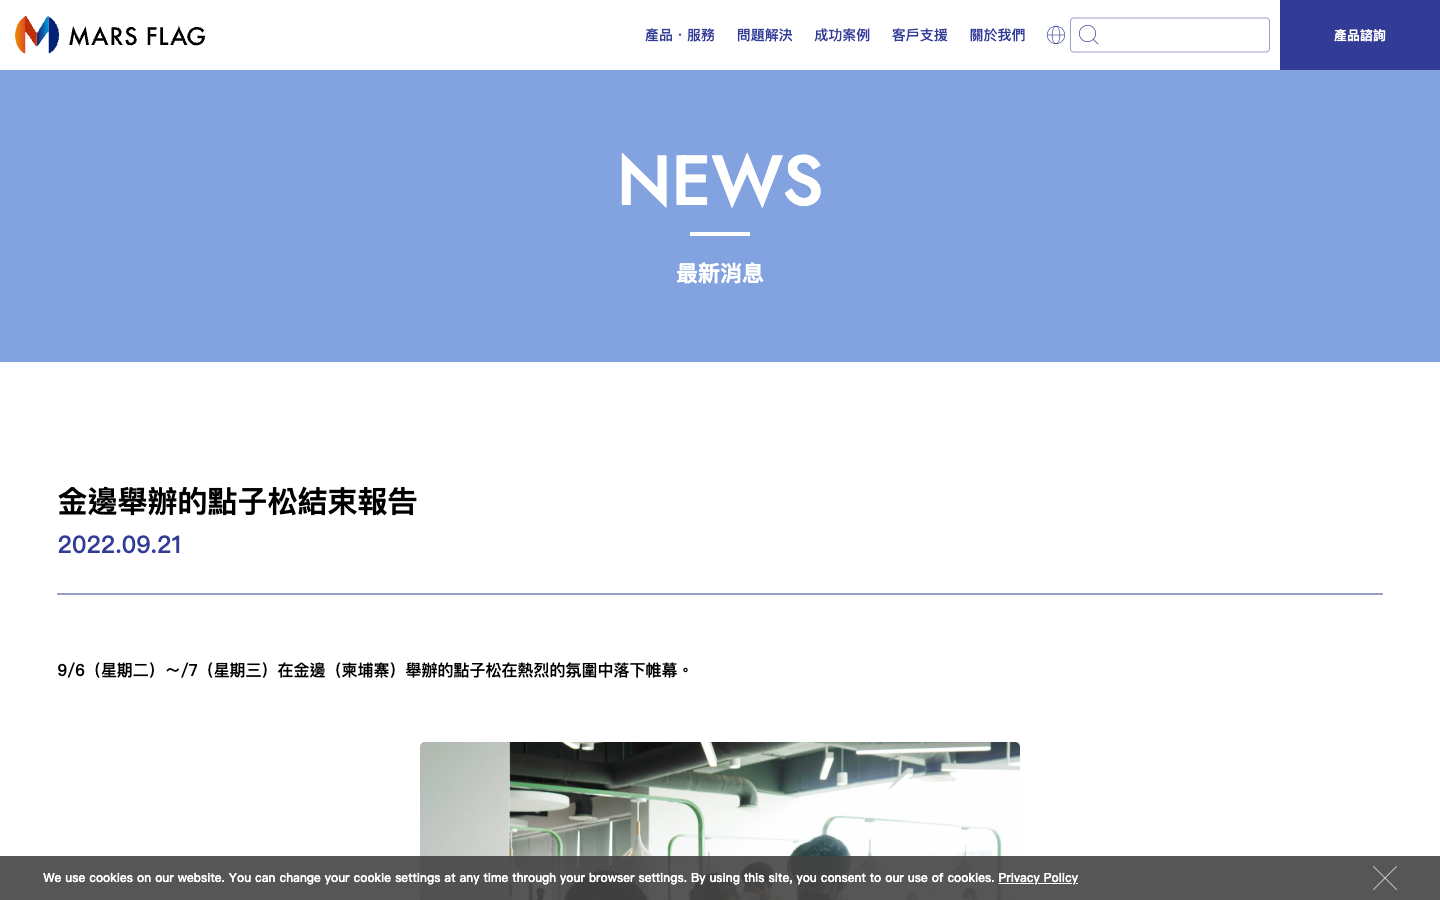 MARS FLAG
產品・服務
問題解決
成功案例
客戶支援
關於我們
產品諮詢
NEWS
最新消息
金邊舉辦的點子松結束報告
2022.09.21
9/6（星期二）～/7（星期三）在金邊（柬埔寨）舉辦的點子松在熱烈的氛圍中落下帷幕。
We use cookies on our website. You can change your cookie settings at any time through your browser settings. By using this site, you consent to our use of cookies. Privacy Policy